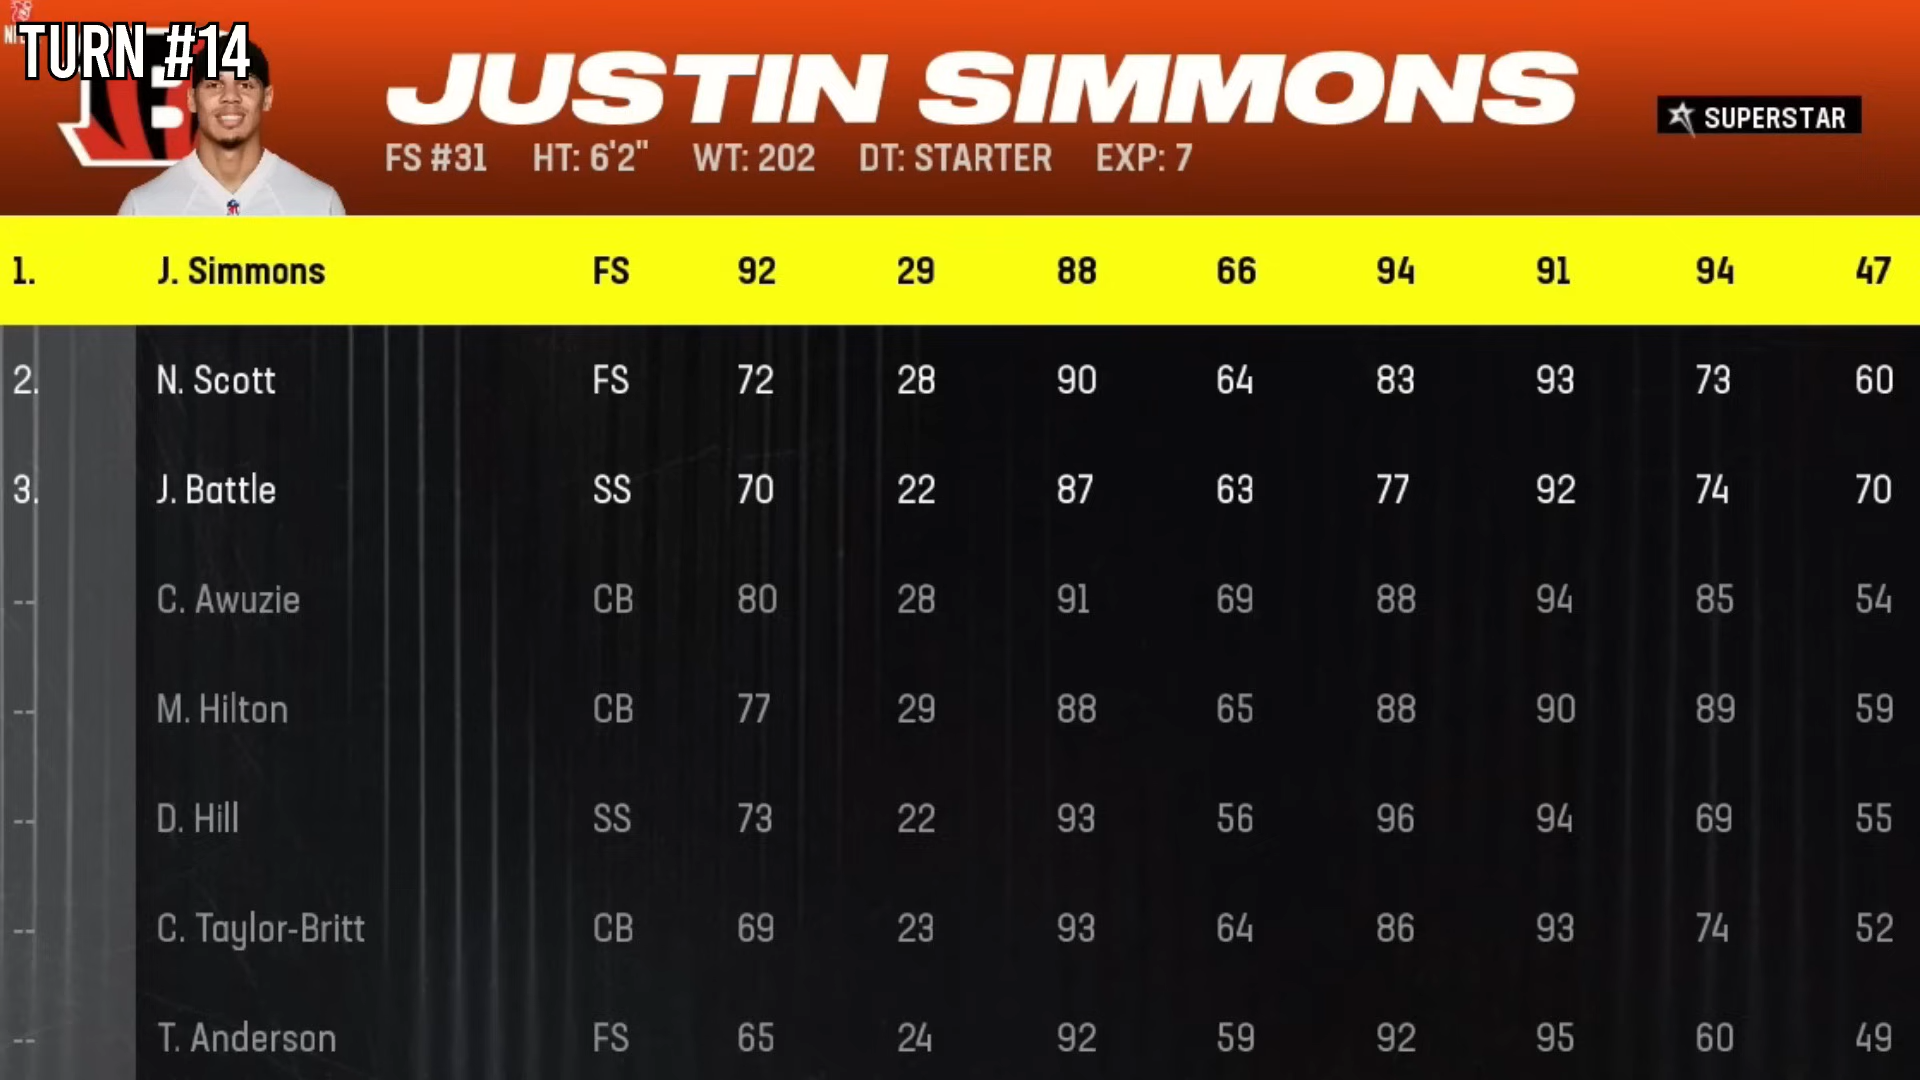 TURN #14
JUSTIN SIMMONS
FS #31 HT: 6'2" WT: 202 DT: STARTER EXP: 7
SUPERSTAR
1. J. Simmons FS 92 29 88 66 94 91 94 47
2. N. Scott FS 72 28 90 64 83 93 73 60
3. J. Battle SS 70 22 87 63 77 92 74 70
-- C. Awuzie CB 80 28 91 69 88 94 85 54
-- M. Hilton CB 77 29 88 65 88 90 89 59
-- D. Hill SS 73 22 93 56 96 94 69 55
-- C. Taylor-Britt CB 69 23 93 64 86 93 74 52
-- T. Anderson FS 65 24 92 59 92 95 60 49